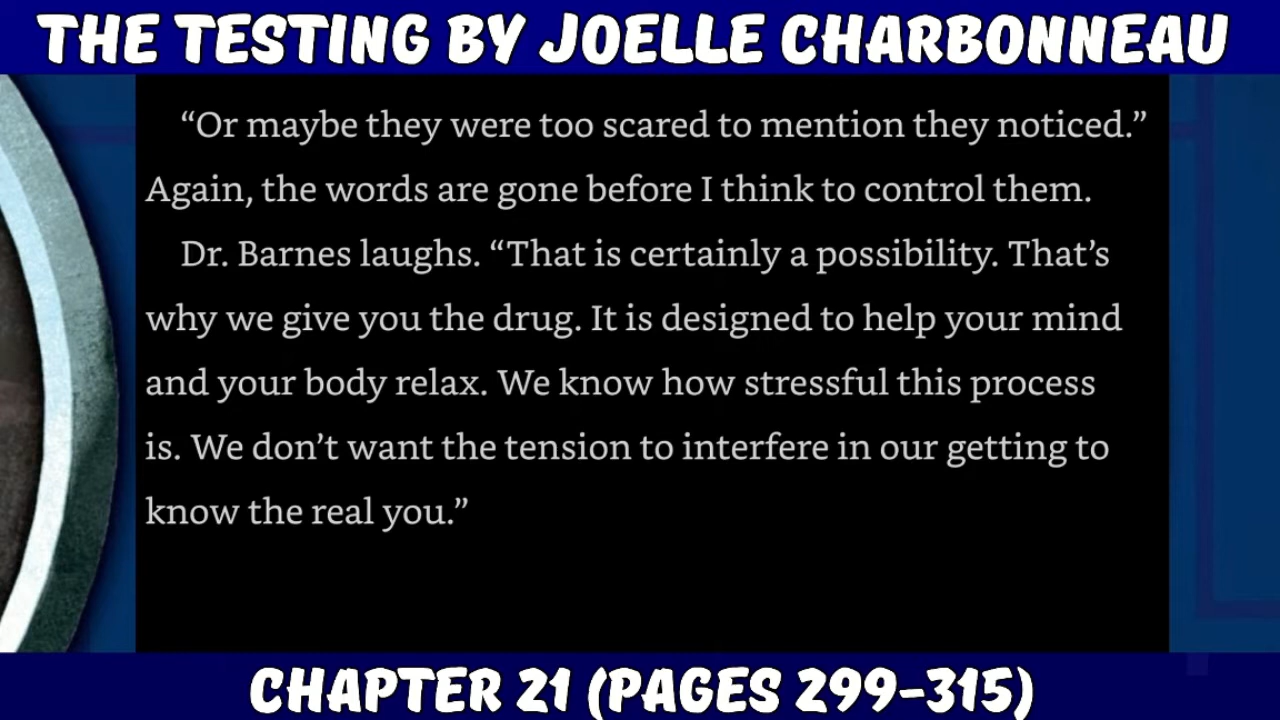 THE TESTING BY JOELLE CHARBONNEAU
“Or maybe they were too scared to mention they noticed.”
Again, the words are gone before I think to control them.
Dr. Barnes laughs. “That is certainly a possibility. That’s
why we give you the drug. It is designed to help your mind
and your body relax. We know how stressful this process
is. We don’t want the tension to interfere in our getting to
know the real you.”
CHAPTER 21 (PAGES 299-315)